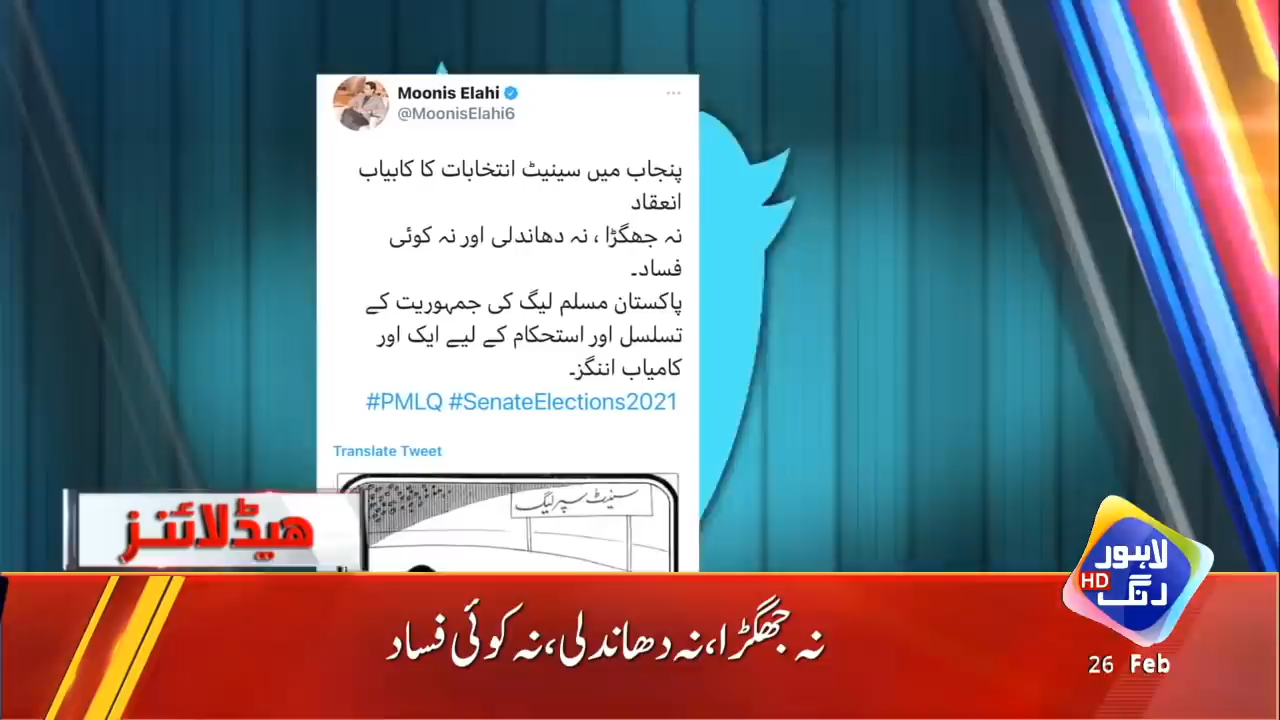 Moonis Elahi
@MoonisElahi6
پنجاب میں سینیٹ انتخابات کا کابیاب
انعقاد
نہ جھگڑا ، نہ دھاندلی اور نہ کوئی
فساد۔
پاکستان مسلم لیگ کی جمہوریت کے
تسلسل اور استحکام کے لیے ایک اور
کامیاب اننگز۔
#PMLQ #SenateElections2021
Translate Tweet
سینٹ سپر لیگ
ہیڈلائنز
لاہور
HD رنگ
نہ جھگڑا، نہ دھاندلی، نہ کوئی فساد
26 Feb